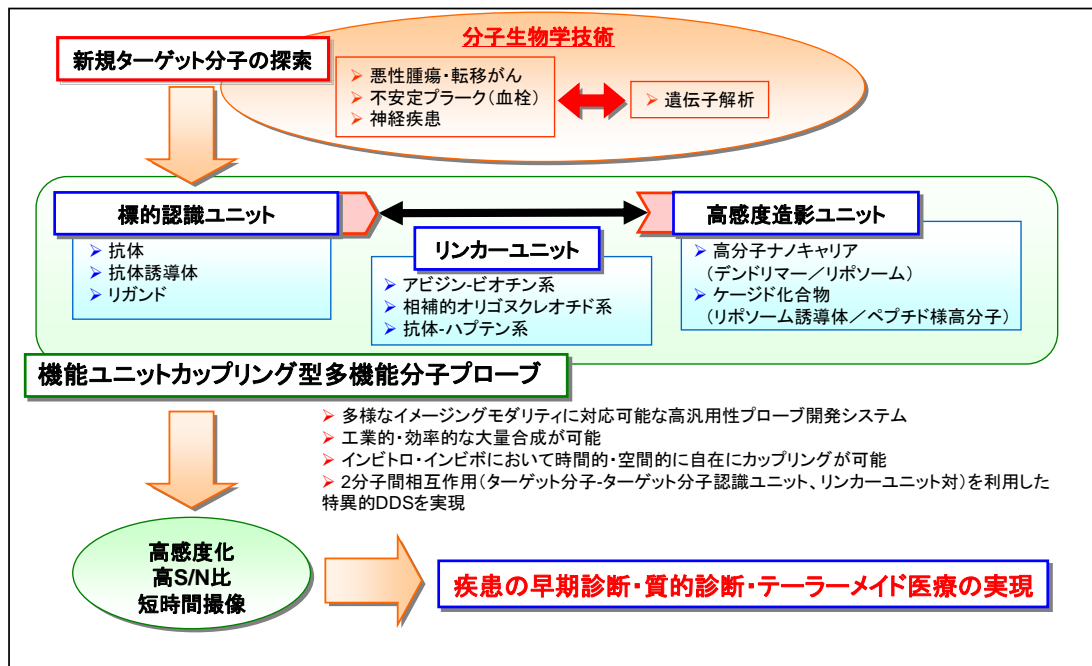 分子生物学技術
新規ターゲット分子の探索
➢ 悪性腫瘍・転移がん
➢ 不安定プラーク(血栓)
➢ 神経疾患
➢ 遺伝子解析
標的認識ユニット
➢ 抗体
➢ 抗体誘導体
➢ リガンド
リンカーユニット
➢ アビジン-ビオチン系
➢ 相補的オリゴヌクレオチド系
➢ 抗体-ハプテン系
高感度造影ユニット
➢ 高分子ナノキャリア
(デンドリマー/リポソーム)
➢ ケージド化合物
(リポソーム誘導体/ペプチド様高分子)
機能ユニットカップリング型多機能分子プローブ
➢ 多様なイメージングモダリティに対応可能な高汎用性プローブ開発システム
➢ 工業的・効率的な大量合成が可能
➢ インビトロ・インビボにおいて時間的・空間的に自在にカップリングが可能
➢ 2分子間相互作用(ターゲット分子-ターゲット分子認識ユニット、リンカーユニット対)を利用した
特異的DDSを実現
高感度化
高S/N比
短時間撮像
疾患の早期診断・質的診断・テーラーメイド医療の実現